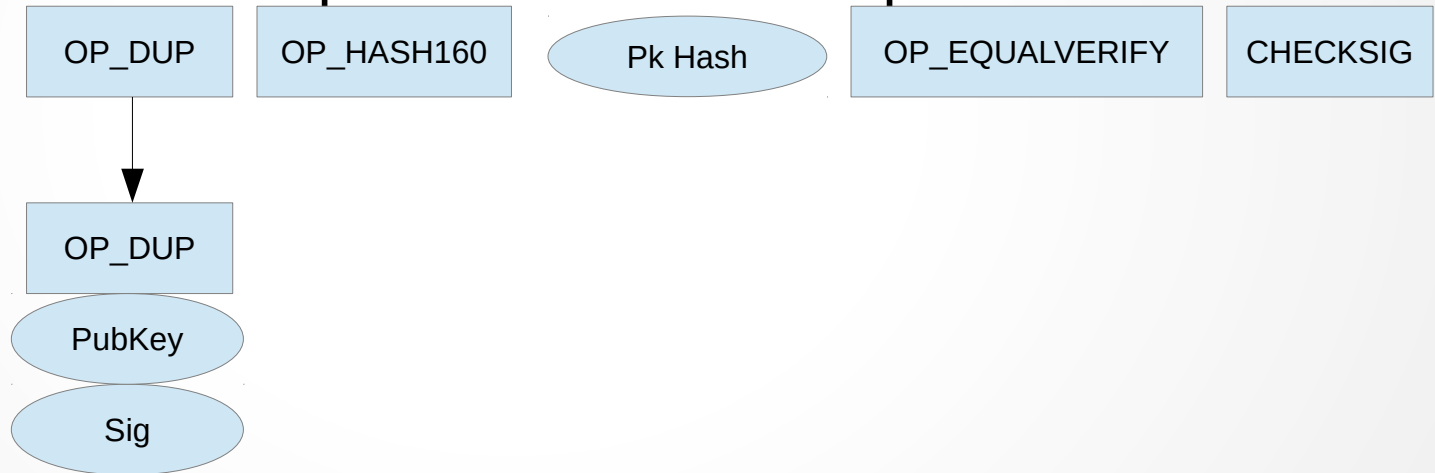 OP_DUP OP_HASH160 Pk Hash OP_EQUALVERIFY CHECKSIG
OP_DUP
PubKey
Sig